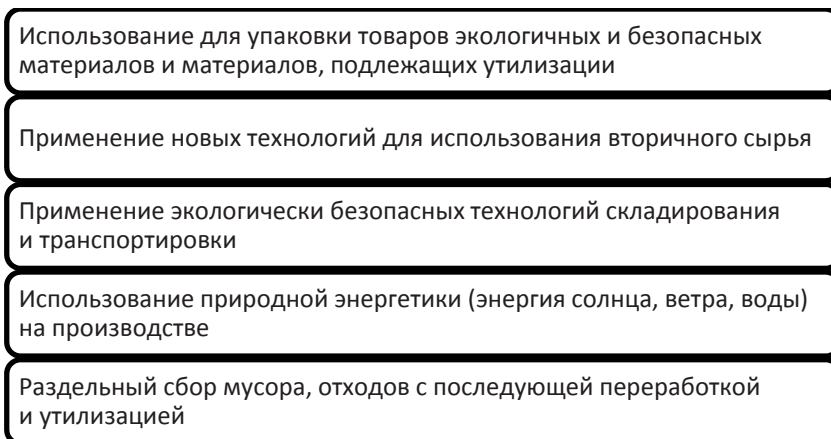 Использование для упаковки товаров экологичных и безопасных
материалов и материалов, подлежащих утилизации
Применение новых технологий для использования вторичного сырья
Применение экологически безопасных технологий складирования
и транспортировки
Использование природной энергетики (энергия солнца, ветра, воды)
на производстве
Раздельный сбор мусора, отходов с последующей переработкой
и утилизацией